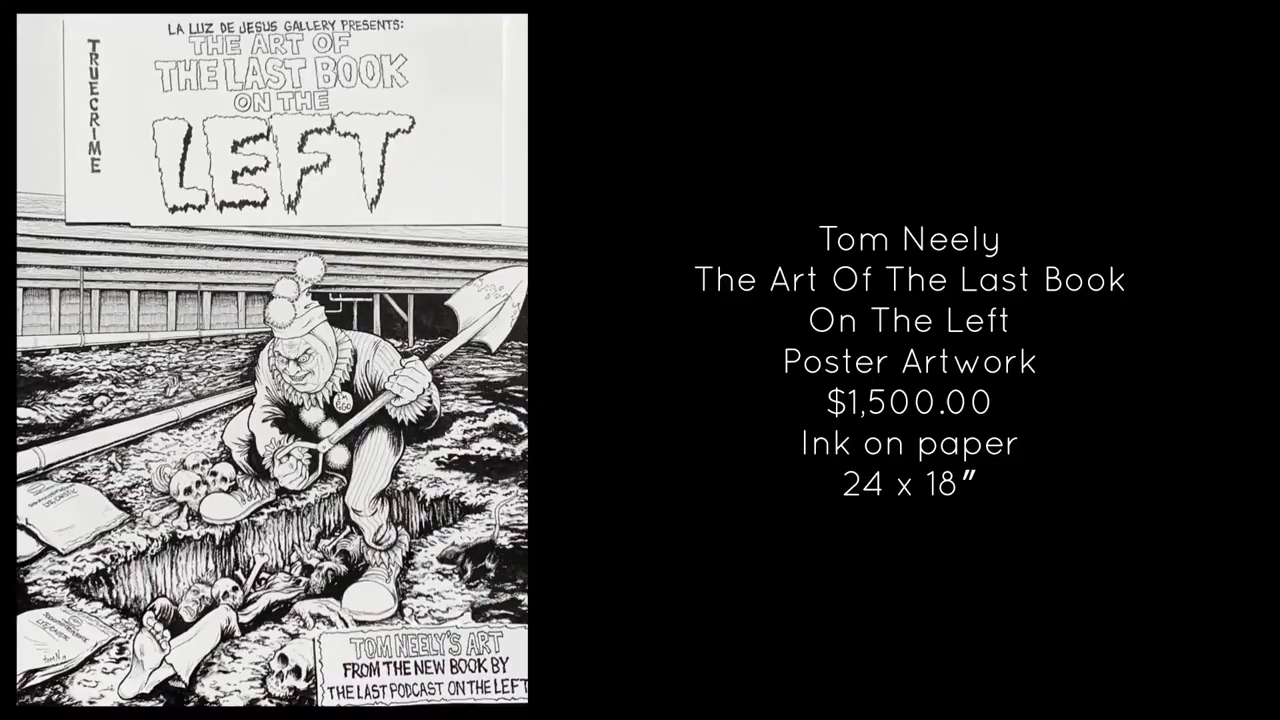 LA LUZ DE JESUS GALLERY PRESENTS:
THE ART OF
THE LAST BOOK
ON THE
LEFT
TRUE CRIME
TOM NEELY'S ART
FROM THE NEW BOOK BY
THE LAST PODCAST ON THE LEFT
Tom Neely
The Art Of The Last Book
On The Left
Poster Artwork
$1,500.00
Ink on paper
24 x 18"